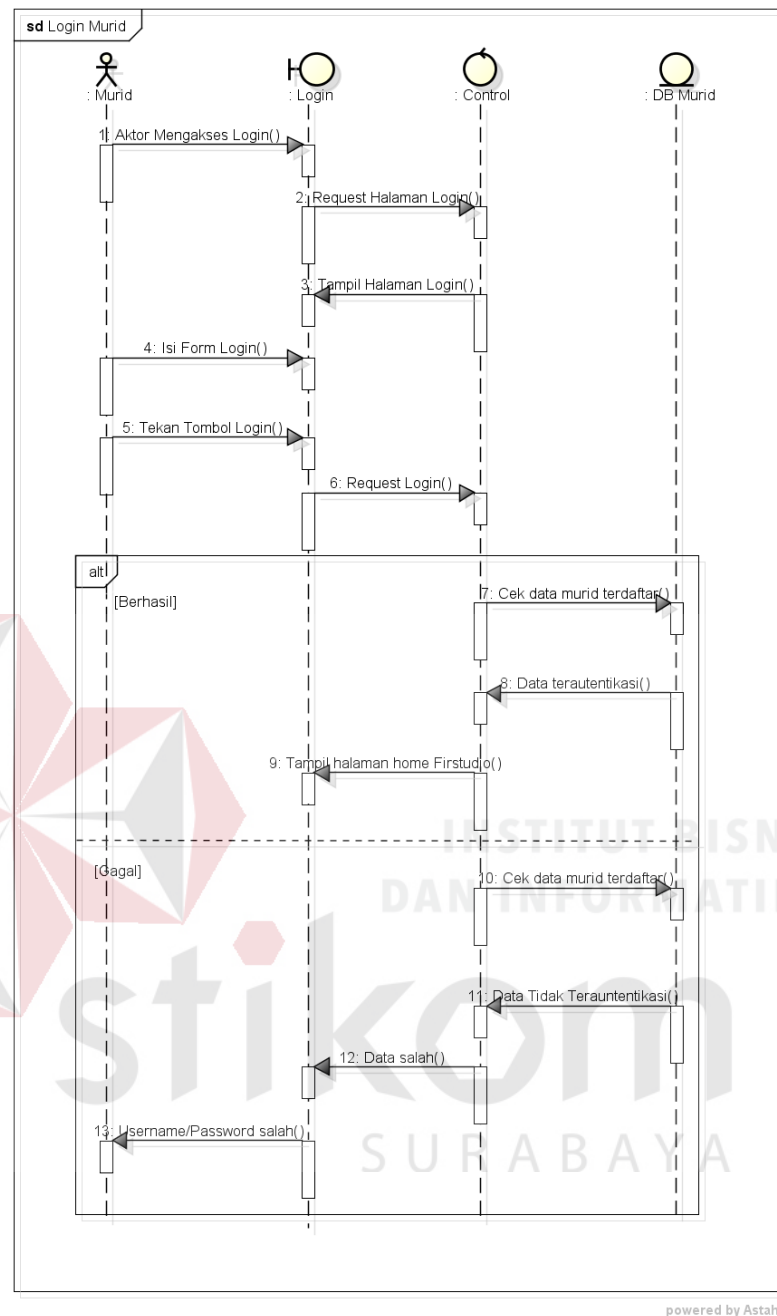 sd Login Murid
: Murid
: Login
: Control
: DB Murid
1: Aktor Mengakses Login()
2: Request Halaman Login()
3: Tampil Halaman Login()
4: Isi Form Login()
5: Tekan Tombol Login()
6: Request Login()
alt
[Berhasil]
7: Cek data murid terdaftar()
8: Data terautentikasi()
9: Tampil halaman home Firstudio()
INSTITUT BISN
[Gagal]
10: Cek data murid terdaftar()
DAN INFORMATI
11: Data Tidak Terauntentikasi()
stikom
12: Data salah()
13: Username/Password salah()
SURABAYA
powered by Astah